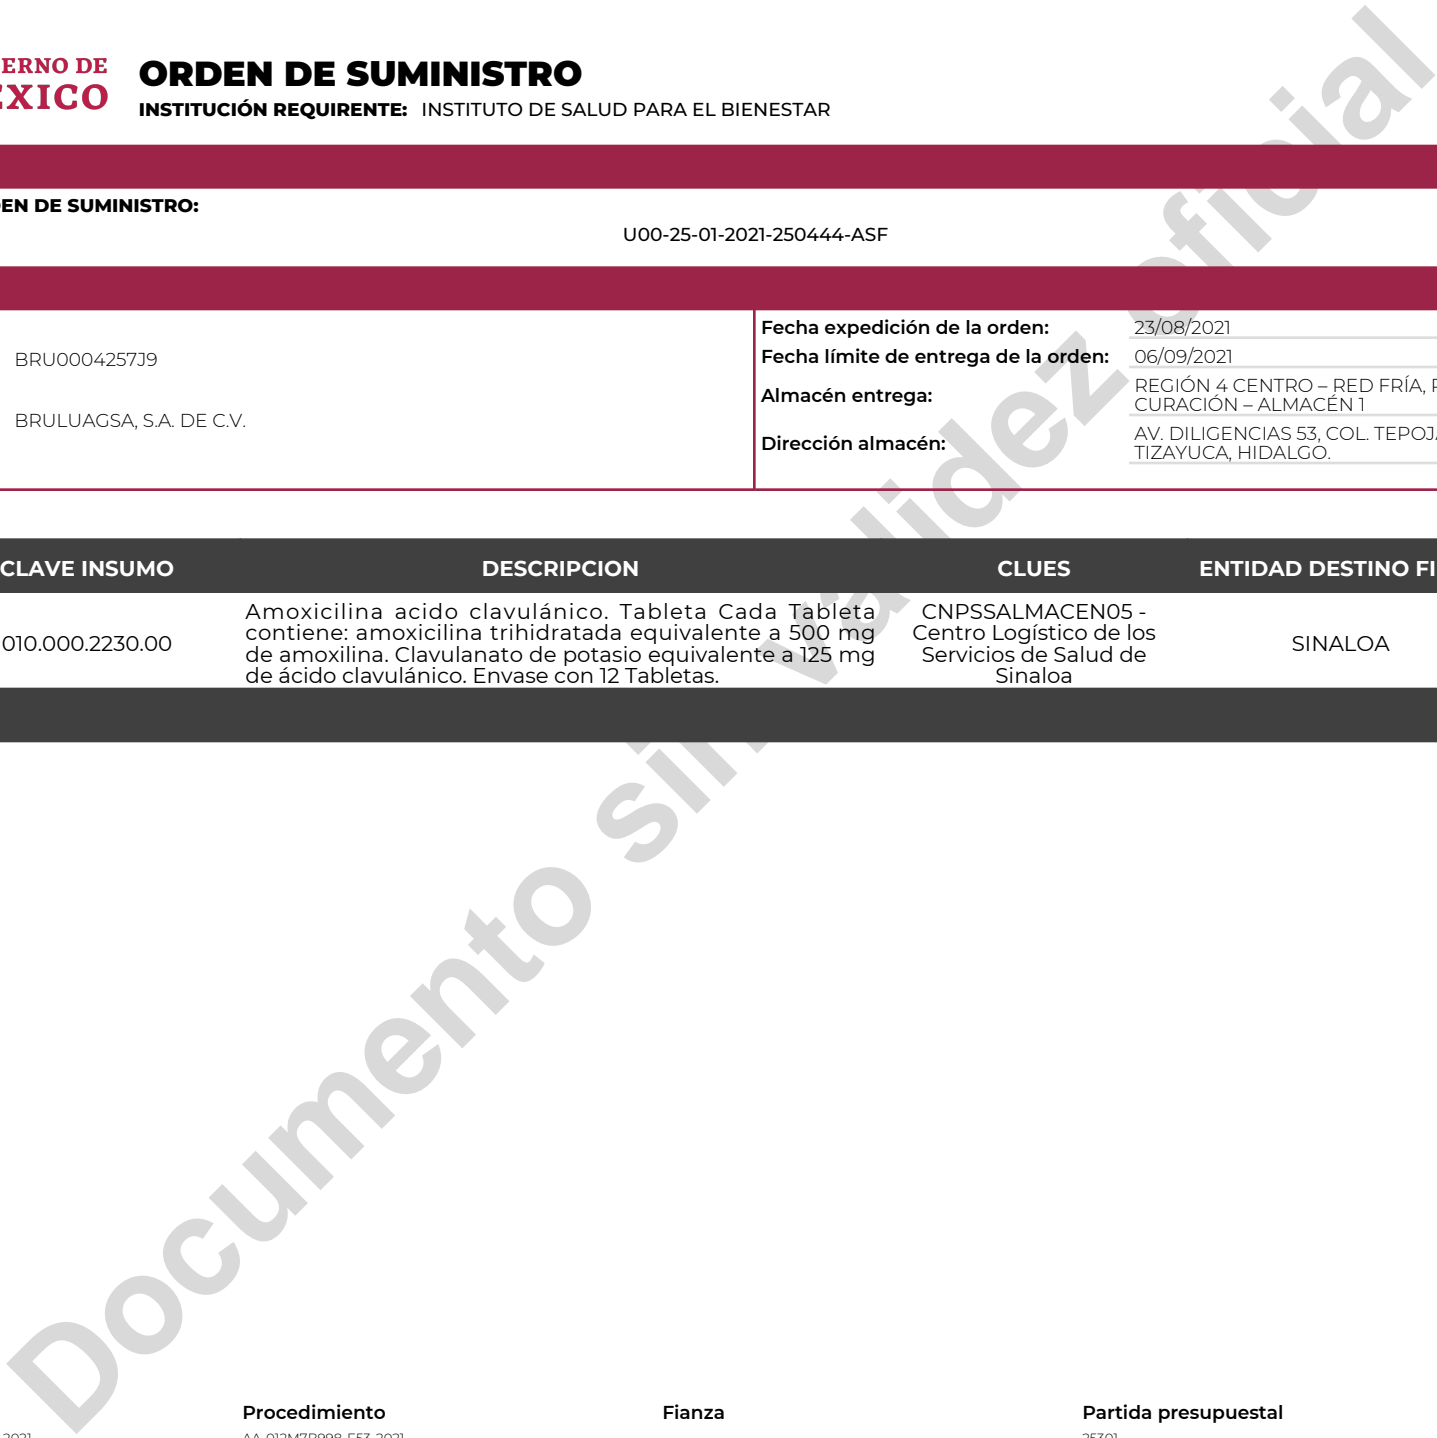 ERNO DE
EXICO
ORDEN DE SUMINISTRO
INSTITUCIÓN REQUIRENTE: INSTITUTO DE SALUD PARA EL BIENESTAR
EN DE SUMINISTRO:
U00-25-01-2021-250444-ASF
BRU0004257J9
BRULUAGSA, S.A. DE C.V.
Fecha expedición de la orden: 23/08/2021
Fecha límite de entrega de la orden: 06/09/2021
Almacén entrega: REGIÓN 4 CENTRO – RED FRÍA,
CURACIÓN – ALMACÉN 1
Dirección almacén: AV. DILIGENCIAS 53, COL. TEPOJ
TIZAYUCA, HIDALGO.
CLAVE INSUMO DESCRIPCION CLUES ENTIDAD DESTINO FI
010.000.2230.00
Amoxicilina acido clavulánico. Tableta Cada Tableta
contiene: amoxicilina trihidratada equivalente a 500 mg
de amoxilina. Clavulanato de potasio equivalente a 125 mg
de ácido clavulánico. Envase con 12 Tabletas.
CNPSSALMACEN05 -
Centro Logístico de los
Servicios de Salud de
Sinaloa
SINALOA
Documento sin validez oficial
Procedimiento Fianza Partida presupuestal